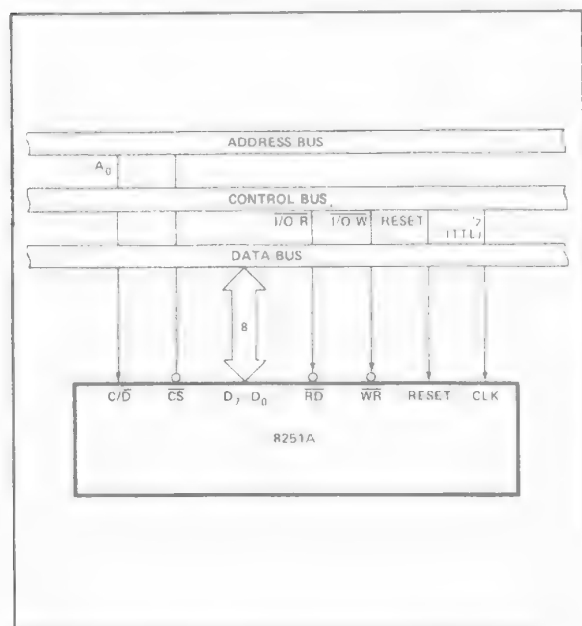 ADDRESS BUS
A₀
CONTROL BUS
I/O R I/O W RESET
(TTL)
DATA BUS
8
C/D CS D₇ D₀ RD WR RESET CLK
8251A